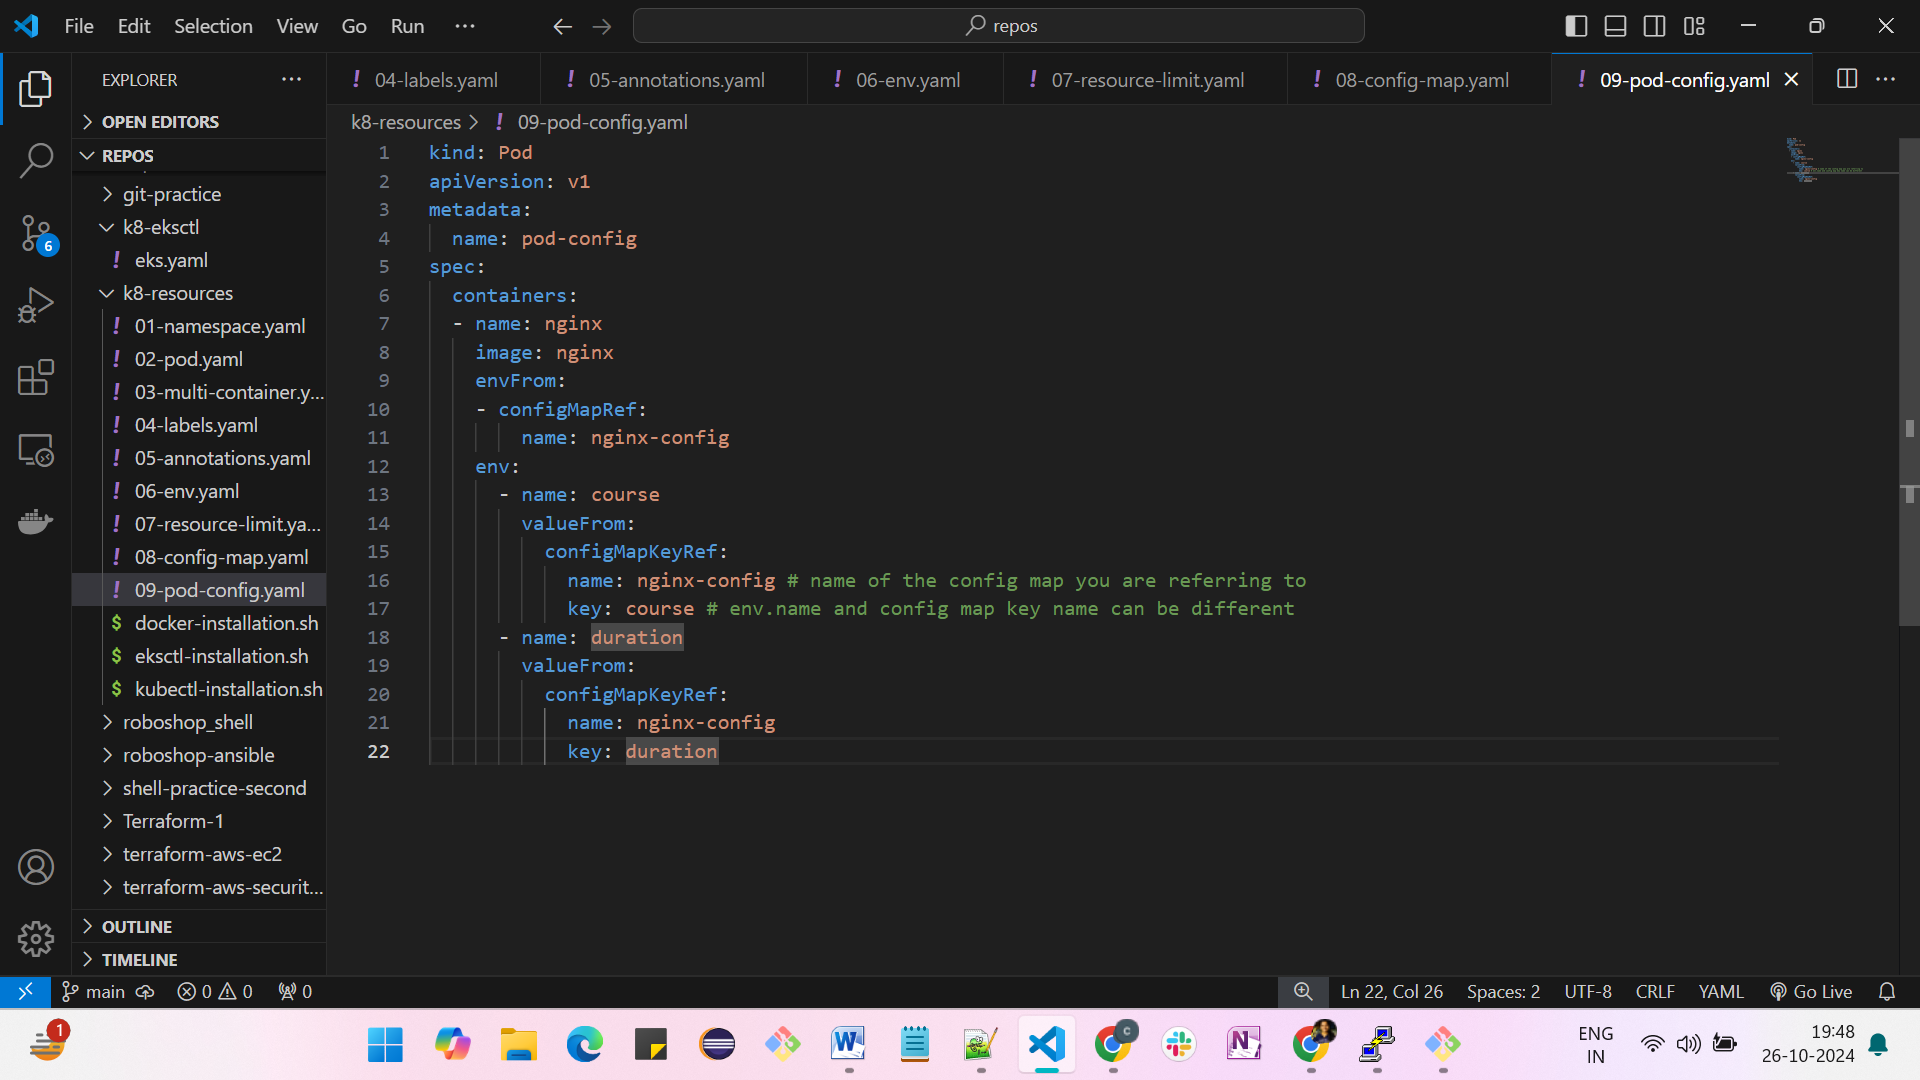 File Edit Selection View Go Run ···
repos
EXPLORER ···
OPEN EDITORS
REPOS
git-practice
k8-eksctl
! eks.yaml
k8-resources
! 01-namespace.yaml
! 02-pod.yaml
! 03-multi-container.y...
! 04-labels.yaml
! 05-annotations.yaml
! 06-env.yaml
! 07-resource-limit.ya...
! 08-config-map.yaml
! 09-pod-config.yaml
$ docker-installation.sh
$ eksctl-installation.sh
$ kubectl-installation.sh
roboshop_shell
roboshop-ansible
shell-practice-second
Terraform-1
terraform-aws-ec2
terraform-aws-securit...
OUTLINE
TIMELINE
6
! 04-labels.yaml ! 05-annotations.yaml ! 06-env.yaml ! 07-resource-limit.yaml ! 08-config-map.yaml ! 09-pod-config.yaml ···
k8-resources > ! 09-pod-config.yaml
1 kind: Pod
2 apiVersion: v1
3 metadata:
4   name: pod-config
5 spec:
6   containers:
7   - name: nginx
8     image: nginx
9     envFrom:
10     - configMapRef:
11         name: nginx-config
12     env:
13       - name: course
14         valueFrom:
15           configMapKeyRef:
16             name: nginx-config # name of the config map you are referring to
17             key: course # env.name and config map key name can be different
18       - name: duration
19         valueFrom:
20           configMapKeyRef:
21             name: nginx-config
22             key: duration
main 0 0 0 Ln 22, Col 26 Spaces: 2 UTF-8 CRLF YAML Go Live
1
W
C
N
ENG
IN
19:48
26-10-2024